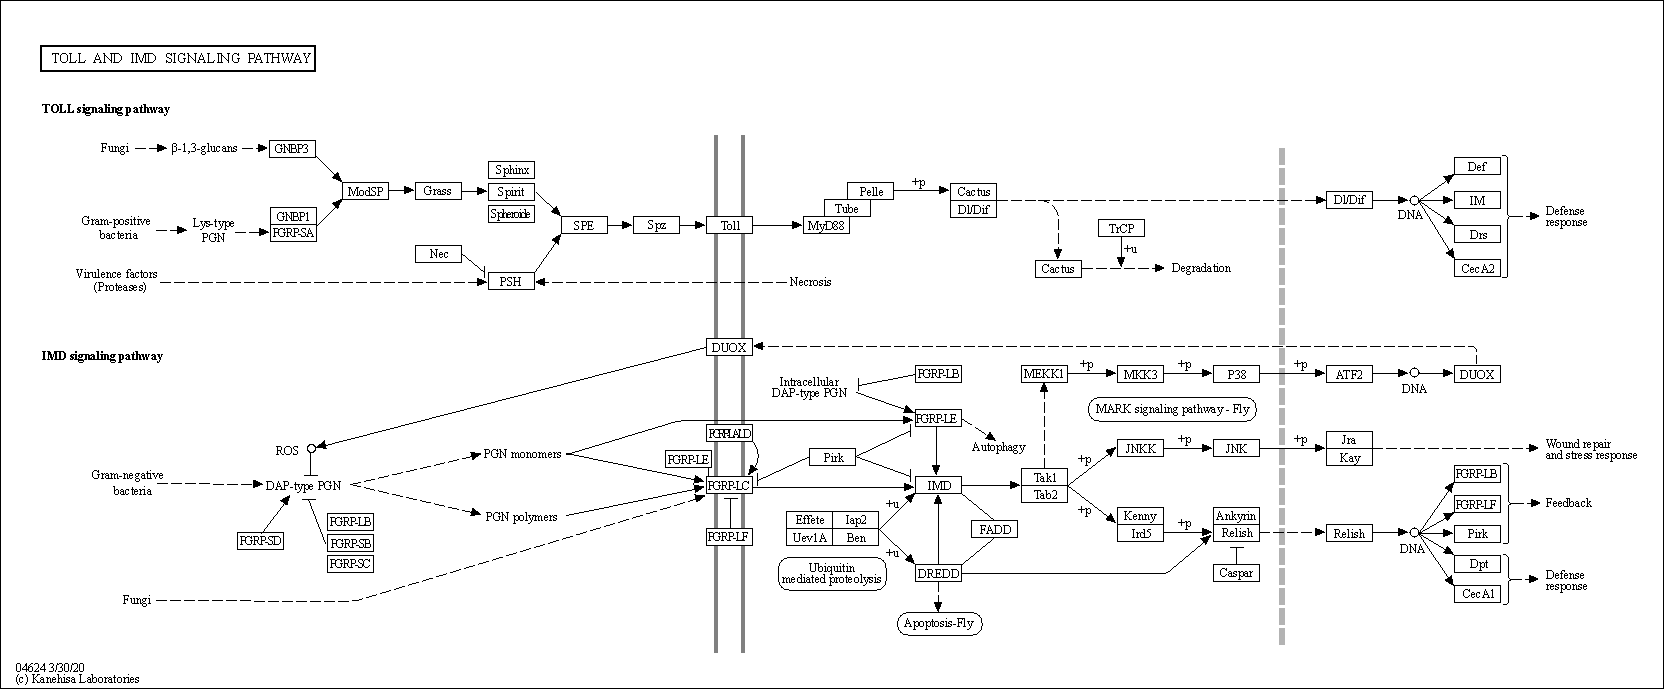 TOLL AND IMD SIGNALING PATHWAY
TOLL signaling pathway
Fungi
β-1,3-glucans
GNBP3
ModSP
Grass
Sphinx
Spirit
Spheroide
Gram-positive
bacteria
Lys-type
PGN
GNBP1
PGRP-SA
SPE
Spz
Toll
MyD88
Tube
Pelle
+p
Cactus
Dl/Dif
Cactus
TrCP
+u
Degradation
Dl/Dif
DNA
Def
IM
Drs
CecA2
Defense
response
Nec
Virulence factors
(Proteases)
PSH
Necrosis
IMD signaling pathway
DUOX
Intracellular
DAP-type PGN
PGRP-LB
PGRP-LE
Autophagy
MEKK1
+p
MKK3
+p
P38
+p
ATF2
DNA
DUOX
MARK signaling pathway - Fly
ROS
Gram-negative
bacteria
DAP-type PGN
PGN monomers
PGN polymers
PGRP-SD
PGRP-LB
PGRP-SB
PGRP-SC
Fungi
PGRP-LE
PGRP-LC
PGRP-LF
Pirk
IMD
Tak1
Tab2
+p
JNKK
+p
JNK
+p
Jra
Kay
Wound repair
and stress response
Effete
Iap2
Uev1A
Ben
+u
+u
FADD
DREDD
Ubiquitin
mediated proteolysis
Apoptosis-Fly
+p
Kenny
Ird5
+p
Ankyrin
Relish
Caspar
Relish
DNA
PGRP-LB
PGRP-LF
Pirk
Feedback
Dpt
CecA1
Defense
response
04624 3/30/20
(c) Kanehisa Laboratories